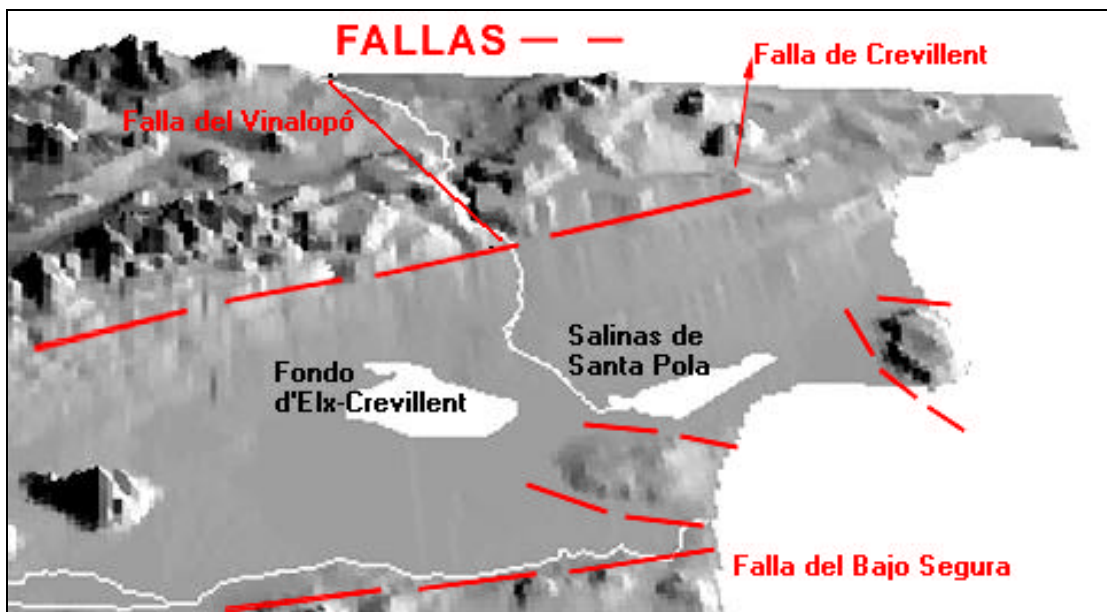 FALLAS
Falla de Crevillent
Falla del Vinalopó
Salinas de
Santa Pola
Fondo
d'Elx-Crevillent
Falla del Bajo Segura